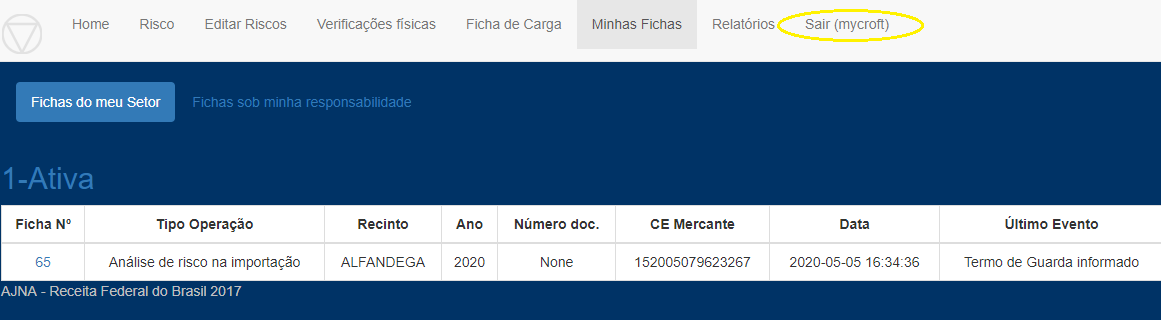 Home Risco Editar Riscos Verificações físicas Ficha de Carga Minhas Fichas Relatórios Sair (mycroft)
Fichas do meu Setor Fichas sob minha responsabilidade
1-Ativa
Ficha Nº Tipo Operação Recinto Ano Número doc. CE Mercante Data Último Evento
65 Análise de risco na importação ALFANDEGA 2020 None 152005079623267 2020-05-05 16:34:36 Termo de Guarda informado
AJNA - Receita Federal do Brasil 2017